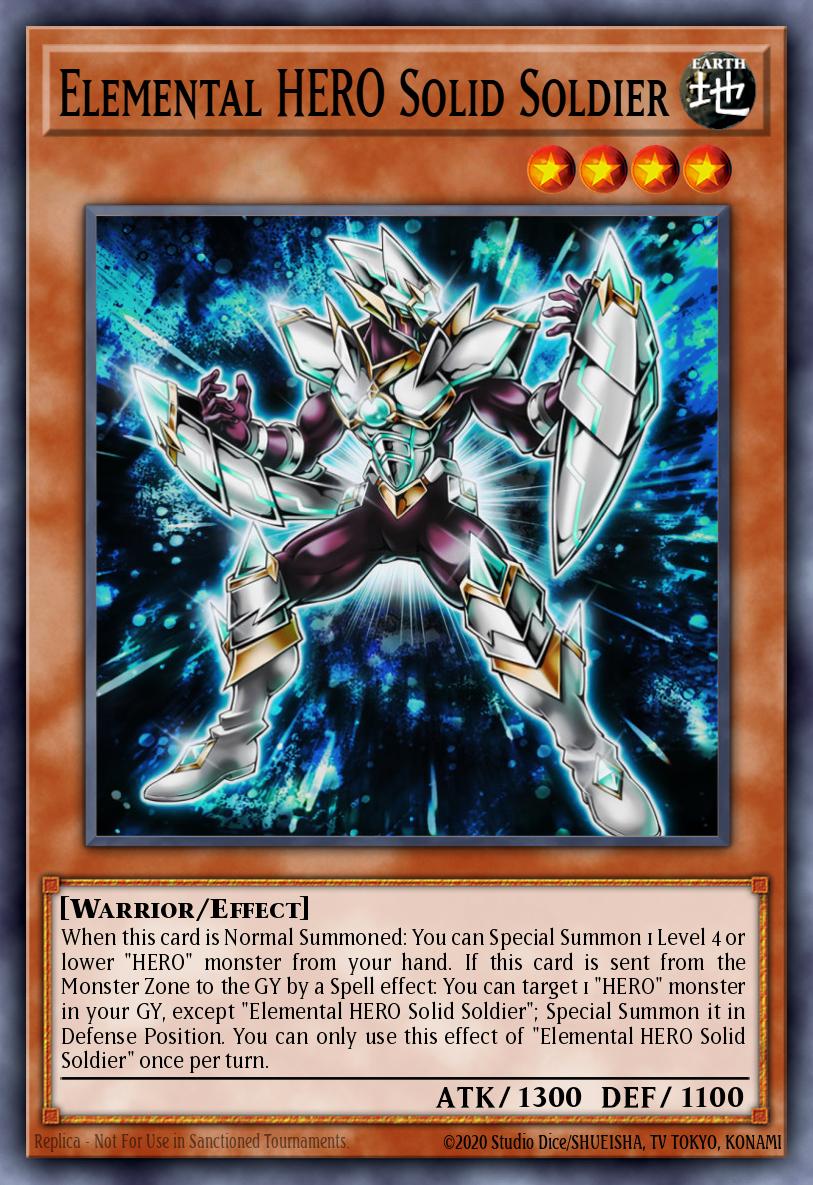 Elemental HERO Solid Soldier
EARTH
地
[Warrior/Effect]
When this card is Normal Summoned: You can Special Summon 1 Level 4 or
lower "HERO" monster from your hand. If this card is sent from the
Monster Zone to the GY by a Spell effect: You can target 1 "HERO" monster
in your GY, except "Elemental HERO Solid Soldier"; Special Summon it in
Defense Position. You can only use this effect of "Elemental HERO Solid
Soldier" once per turn.
ATK/1300 DEF/1100
Replica - Not For Use in Sanctioned Tournaments.
©2020 Studio Dice/SHUEISHA, TV TOKYO, KONAMI